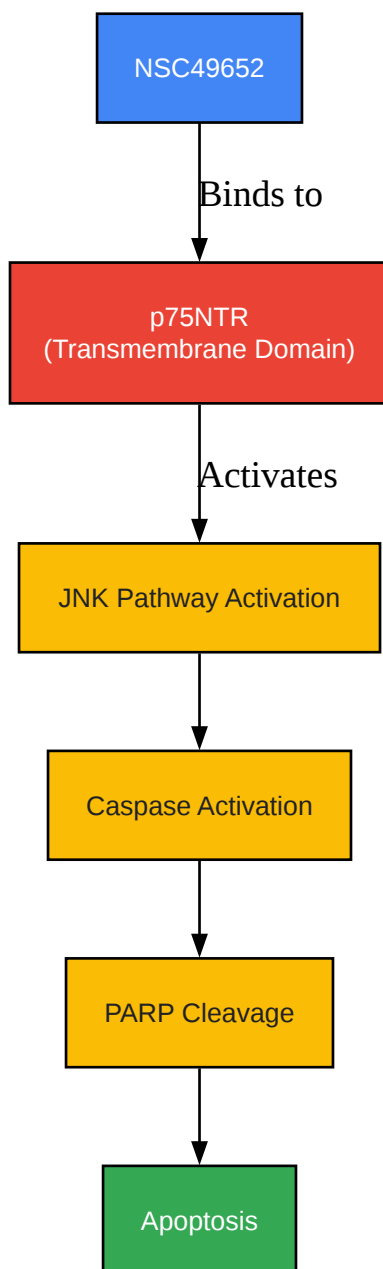 NSC49652
Binds to
p75NTR
(Transmembrane Domain)
Activates
JNK Pathway Activation
Caspase Activation
PARP Cleavage
Apoptosis